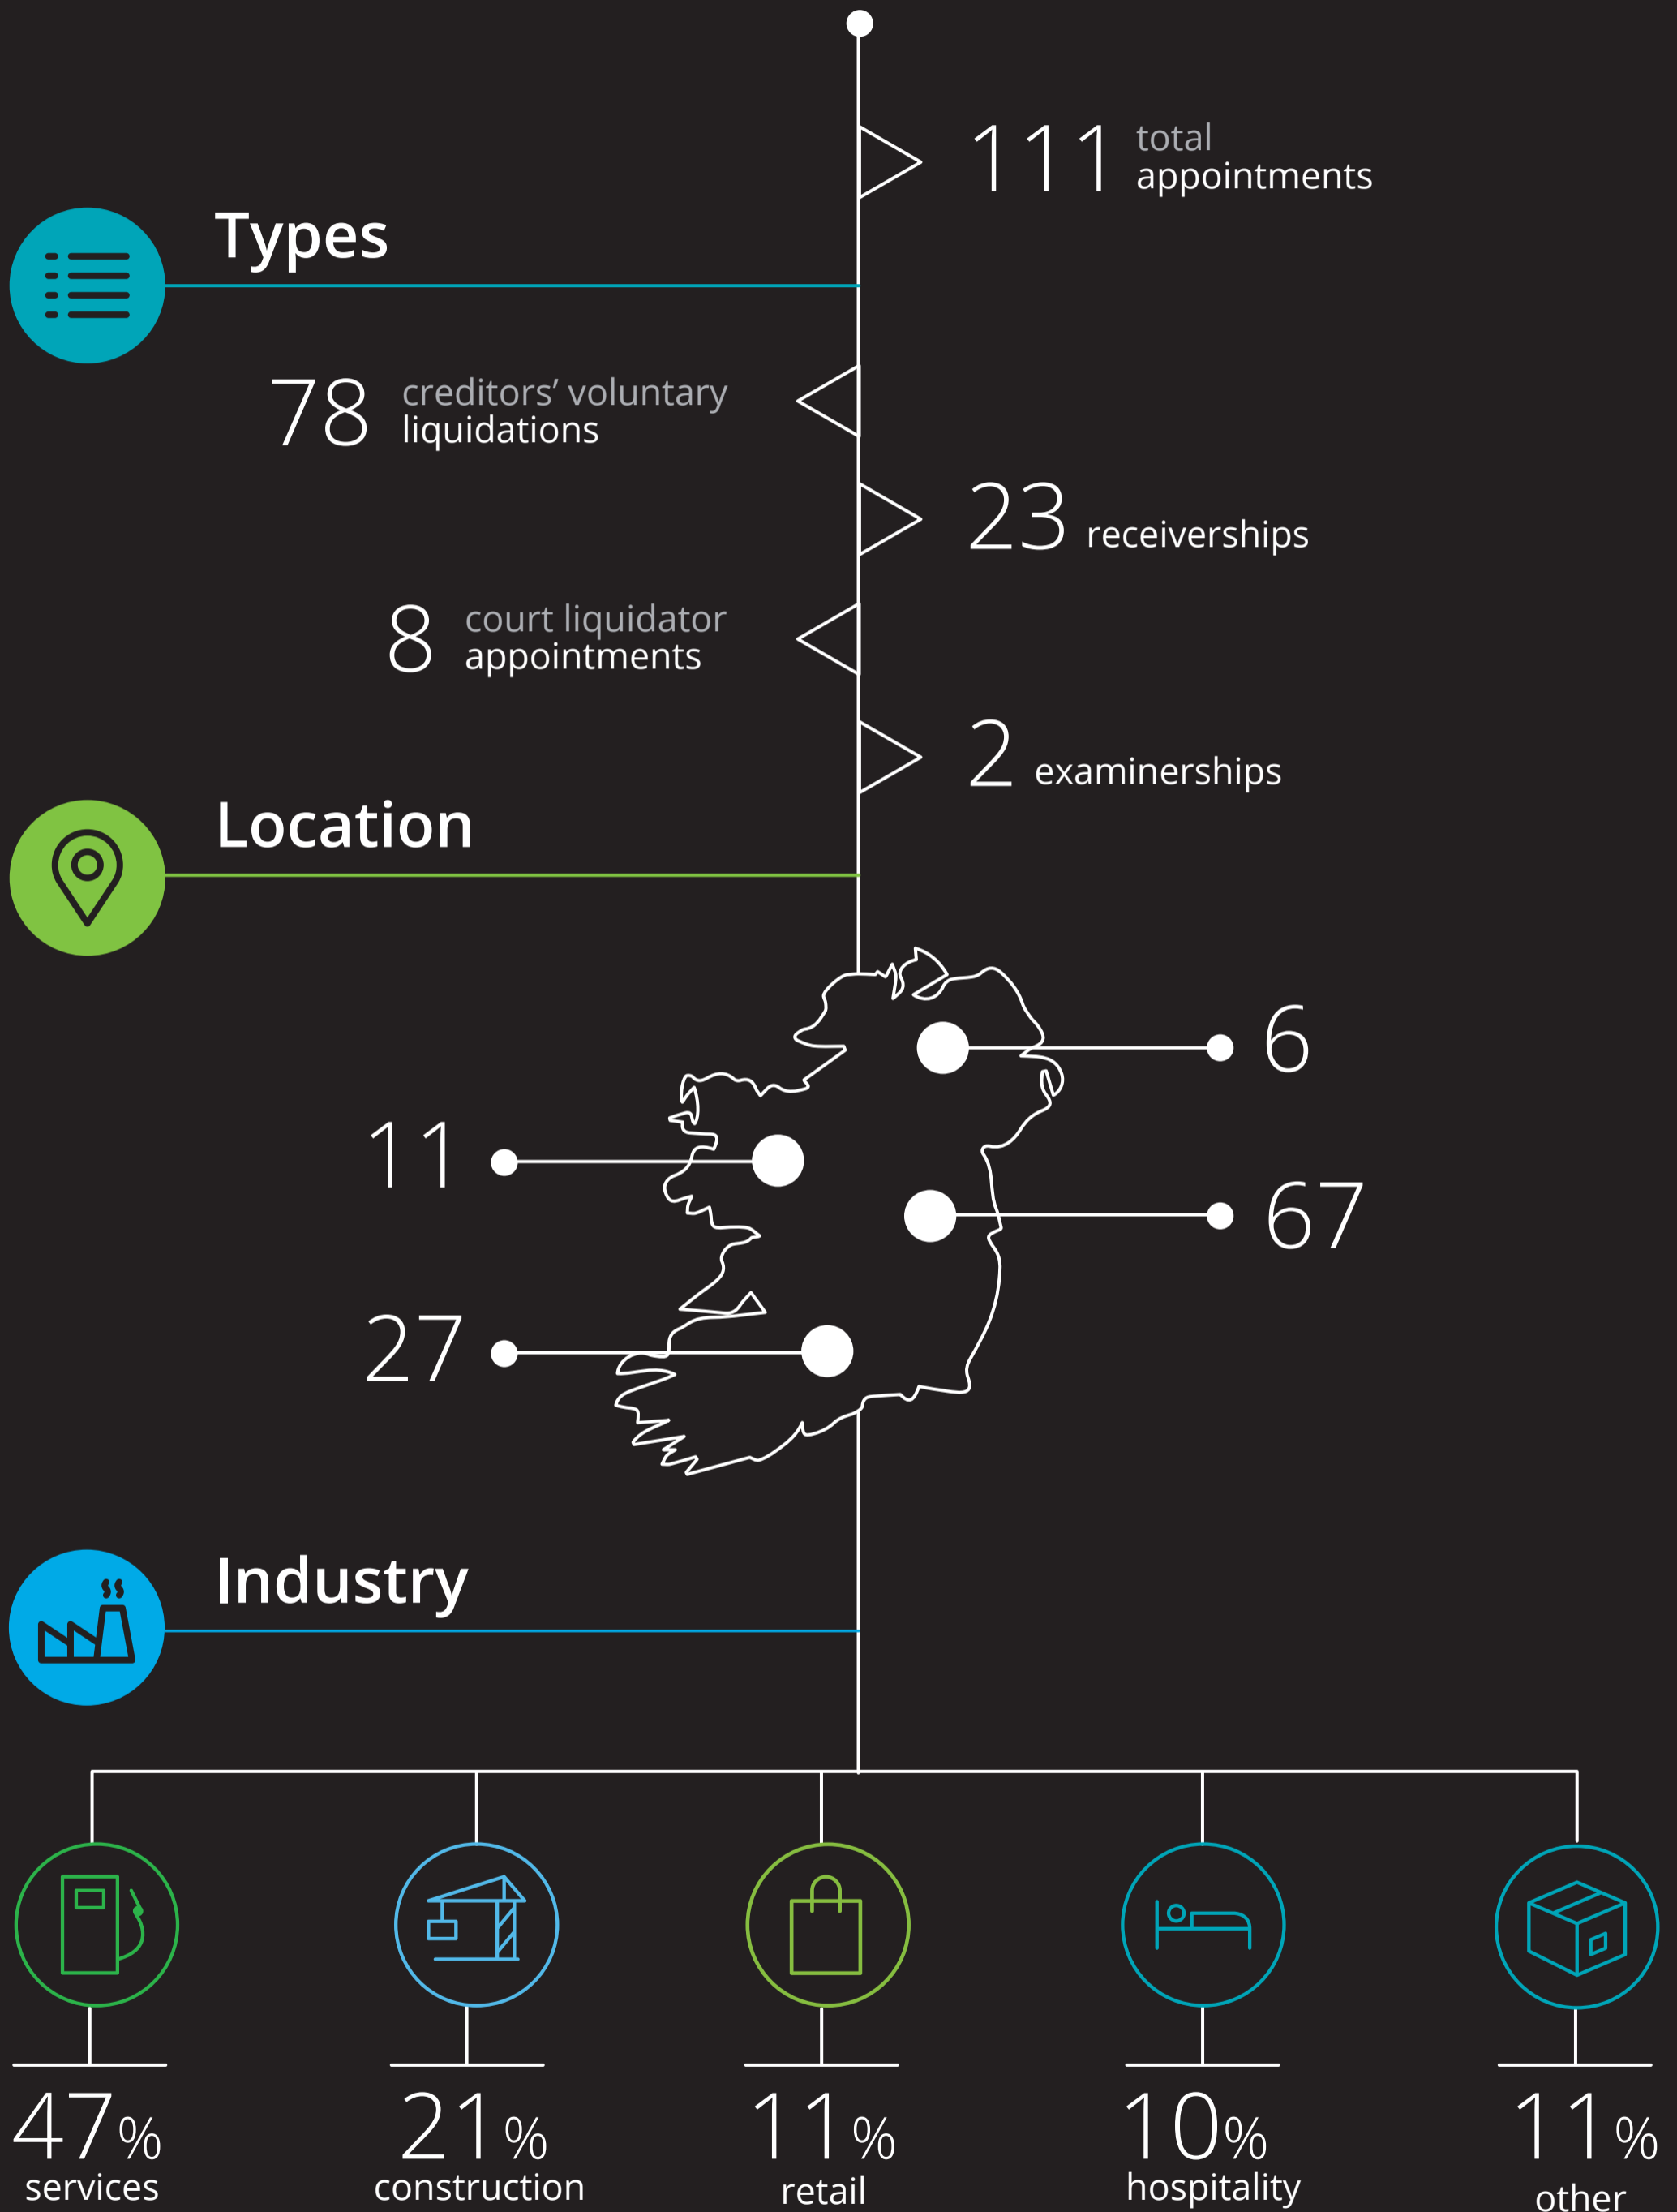 111 total
appointments
Types
78 creditors’ voluntary
liquidations
23 receiverships
8 court liquidator
appointments
2 examinerships
Location
6
11
67
27
Industry
47% 21% 11% 10% 11%
services construction retail hospitality other